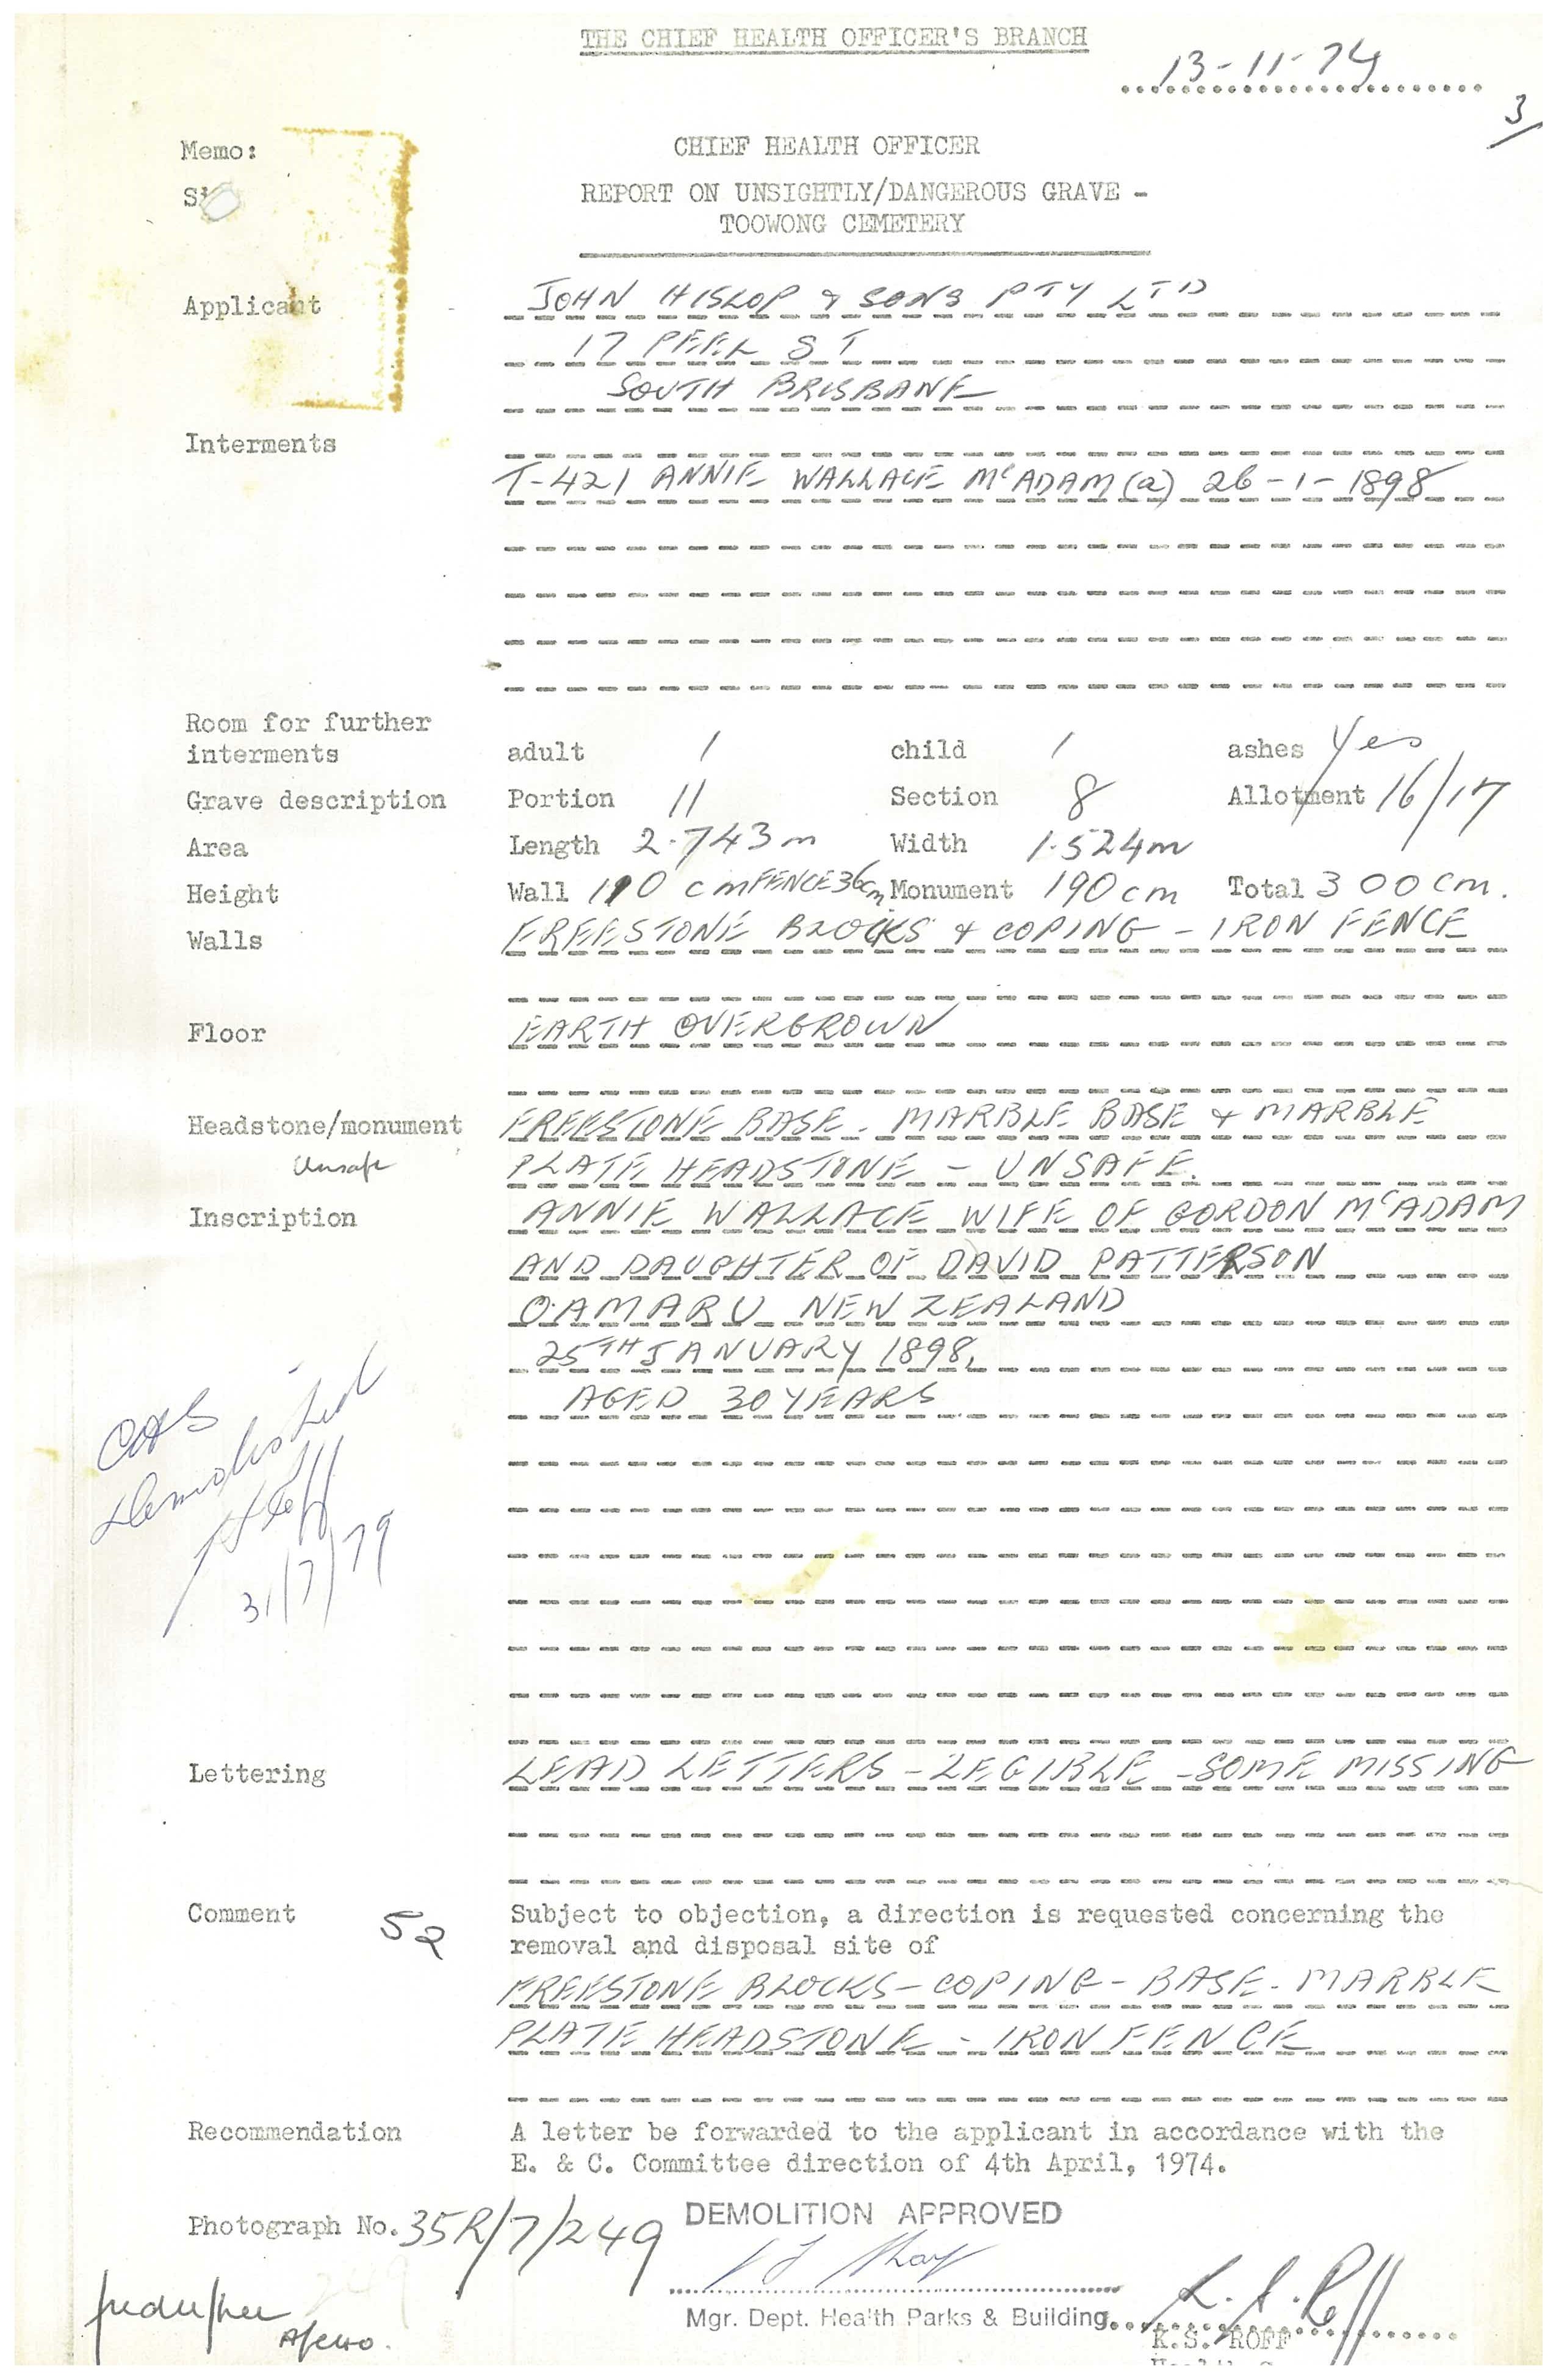 THE CHIEF HEALTH OFFICER'S BRANCH
13-11-74
3/
Memo:
CHIEF HEALTH OFFICER
REPORT ON UNSIGHTLY/DANGEROUS GRAVE -
TOOWONG CEMETERY
Applicant JOHN HISLOP & SONS PTY LTD
17 PEEL ST
SOUTH BRISBANE
Interments
T-421 ANNIE WALLACE McADAM (a) 26-1-1898
Room for further
interments adult 1 child 1 ashes Yes
Grave description Portion 11 Section 8 Allotment 16/17
Area Length 2.743m Width 1.524m
Height Wall 110 cm FENCE 36cm Monument 190cm Total 300cm.
Walls FREESTONE BLOCKS & COPING - IRON FENCE
Floor EARTH OVERGROWN
Headstone/monument FREESTONE BASE - MARBLE BASE & MARBLE
Unsafe PLATE HEADSTONE - UNSAFE.
Inscription ANNIE WALLACE WIFE OF GORDON McADAM
AND DAUGHTER OF DAVID PATTERSON
OAMARU NEW ZEALAND
25TH JANUARY 1898,
AGED 30 YEARS
Demolished
31/7/79
Lettering LEAD LETTERS - LEGIBLE - SOME MISSING
Comment 52 Subject to objection, a direction is requested concerning the
removal and disposal site of
FREESTONE BLOCKS - COPING - BASE - MARBLE
PLATE HEADSTONE - IRON FENCE
Recommendation A letter be forwarded to the applicant in accordance with the
E. & C. Committee direction of 4th April, 1974.
Photograph No. 35R/7/249 DEMOLITION APPROVED
Mgr. Dept. Health Parks & Building
R.S. ROFF